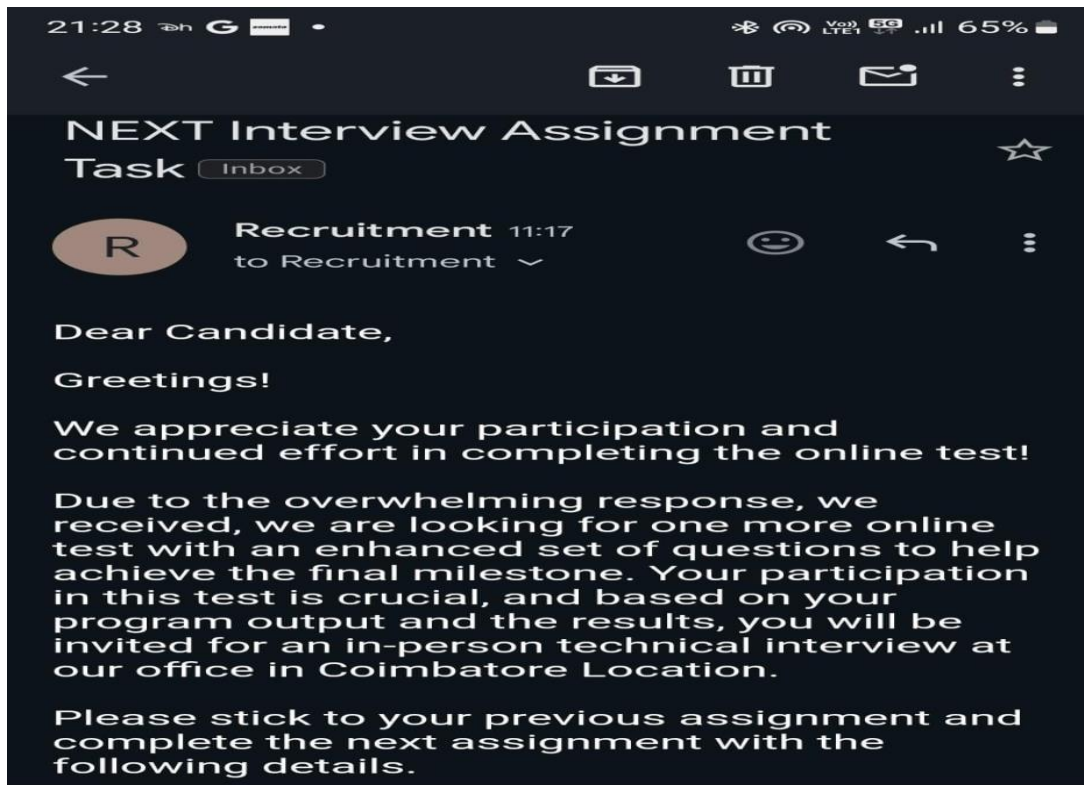 21:28 G zomato
Vo)) LTE1 5G 65%
NEXT Interview Assignment
Task Inbox
R
Recruitment 11:17
to Recruitment
Dear Candidate,
Greetings!
We appreciate your participation and
continued effort in completing the online test!
Due to the overwhelming response, we
received, we are looking for one more online
test with an enhanced set of questions to help
achieve the final milestone. Your participation
in this test is crucial, and based on your
program output and the results, you will be
invited for an in-person technical interview at
our office in Coimbatore Location.
Please stick to your previous assignment and
complete the next assignment with the
following details.